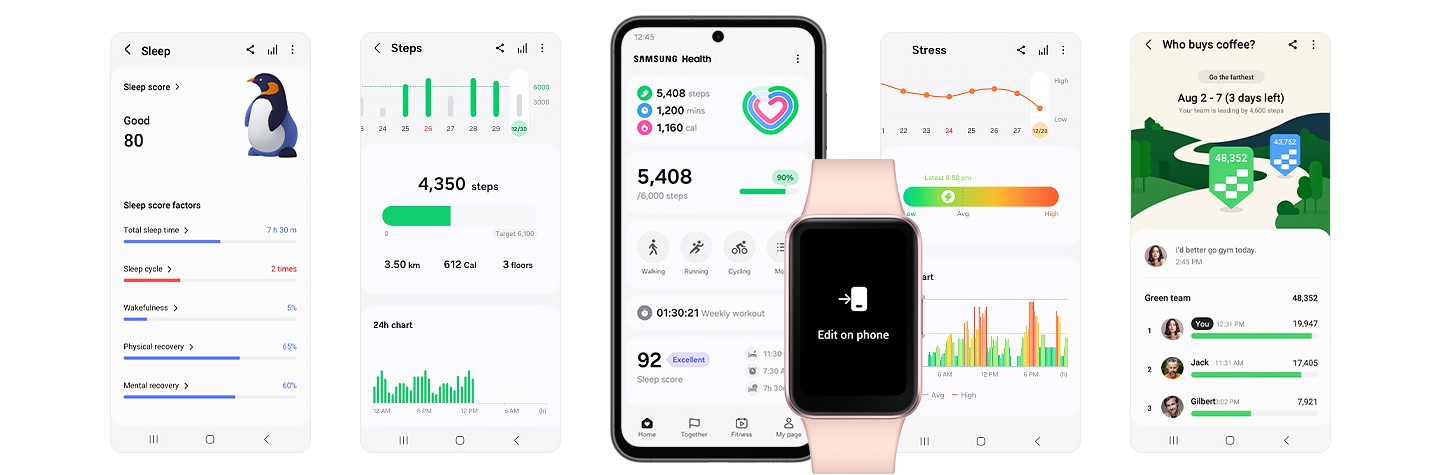 Sleep
Sleep score
Good
80
Sleep score factors
Total sleep time 7 h 30 m
Sleep cycle 2 times
Wakefulness 5%
Physical recovery 65%
Mental recovery 60%
Steps
6000
3000
24 25 26 27 28 29 12/30
4,350 steps
0
Target 6,100
3.50 km 612 Cal 3 floors
24h chart
12 AM 6 PM 12 PM 6 AM (h)
12:45
SAMSUNG Health
5,408 steps
1,200 mins
1,160 cal
5,408
/6,000 steps
90%
Walking Running Cycling
01:30:21 Weekly workout
92 Excellent
Sleep score
11:30
7:30
7h 30
Home Together Fitness My page
Edit on phone
Stress
High
Low
22 23 24 25 26 27 12/28
Latest 8:50 pm
Avg. High
6 AM 12 PM 6 PM (h)
Avg. High
Who buys coffee?
Go the farthest
Aug 2 - 7 (3 days left)
Your team is leading by 4,600 steps
43,752
48,352
I'd better go gym today.
2:45 PM
Green team 48,352
1 You 12:31 PM 19,947
2 Jack 11:31 AM 17,405
3 Gilbert 3:02 PM 7,921